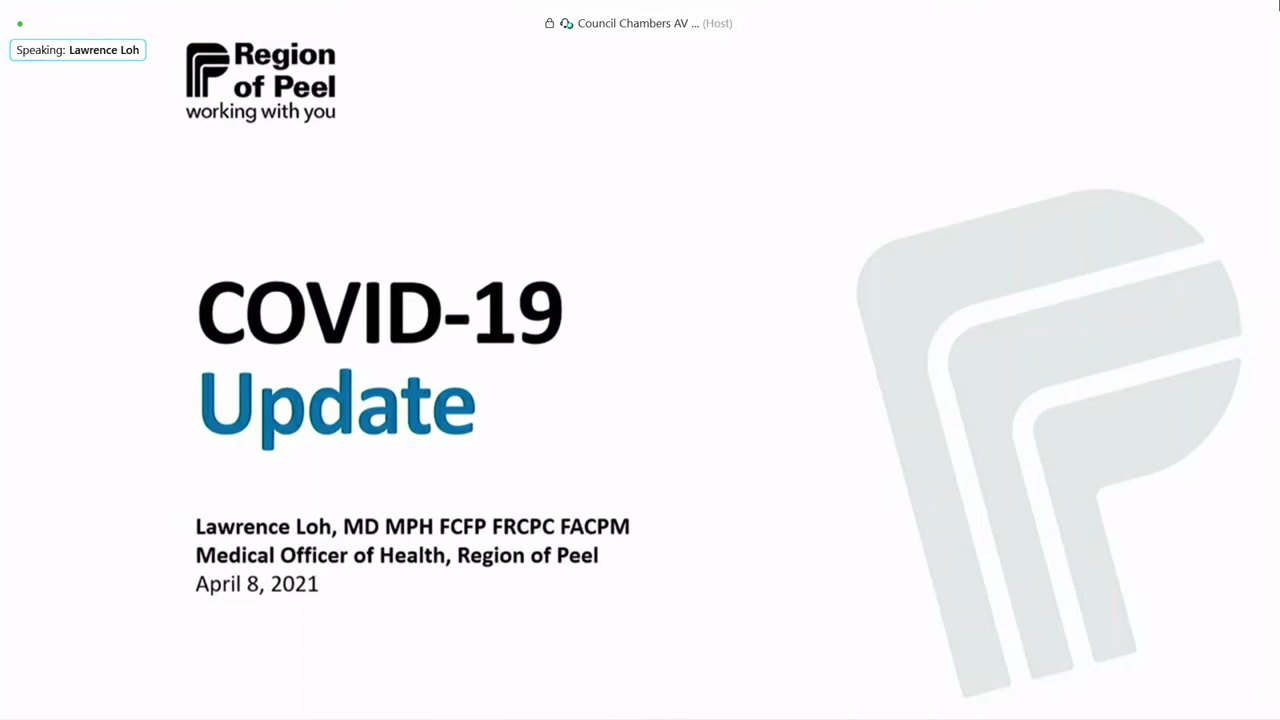 Council Chambers AV ... (Host)
Speaking: Lawrence Loh
Region
of Peel
working with you
COVID-19
Update
Lawrence Loh, MD MPH FCFP FRCPC FACPM
Medical Officer of Health, Region of Peel
April 8, 2021